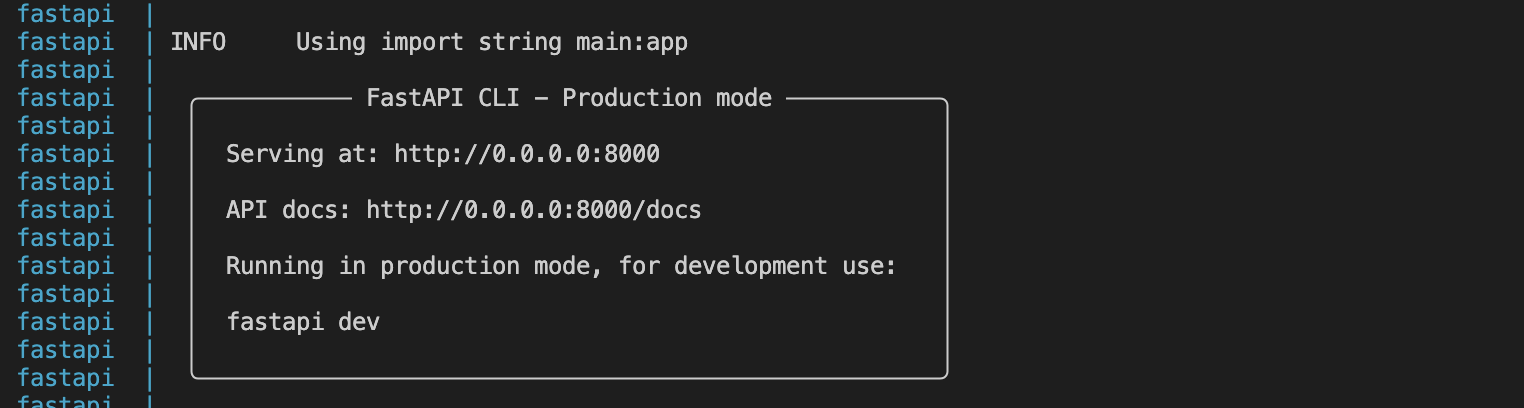 fastapi |
fastapi | INFO Using import string main:app
fastapi |
fastapi | FastAPI CLI - Production mode
fastapi |
fastapi | Serving at: http://0.0.0.0:8000
fastapi |
fastapi | API docs: http://0.0.0.0:8000/docs
fastapi |
fastapi | Running in production mode, for development use:
fastapi |
fastapi | fastapi dev
fastapi |
fastapi |
fastapi |